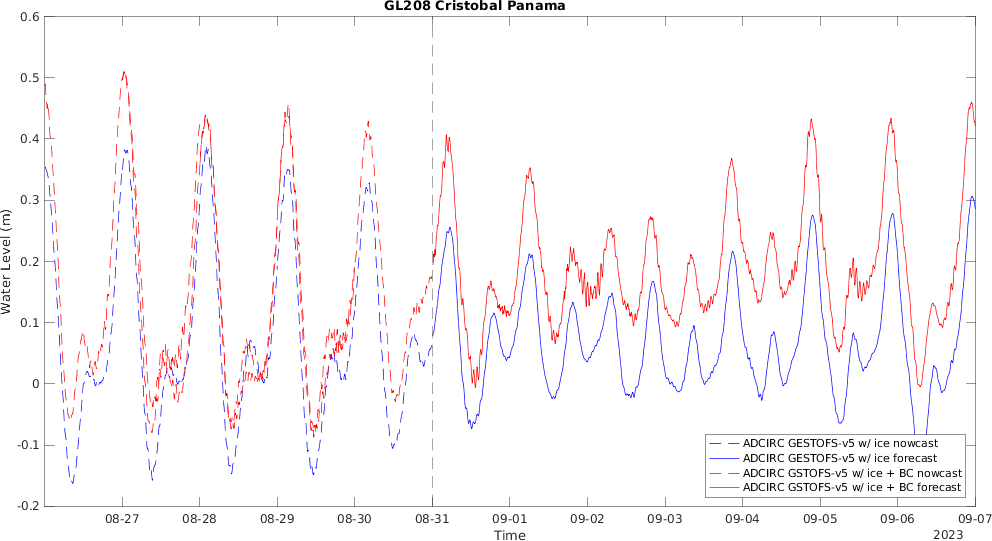 GL208 Cristobal Panama
0.6
0.5
0.4
0.3
0.2
0.1
0
-0.1
-0.2
Water Level (m)
08-27 08-28 08-29 08-30 08-31 09-01 09-02 09-03 09-04 09-05 09-06 09-07
Time
2023
ADCIRC GESTOFS-v5 w/ ice nowcast
ADCIRC GESTOFS-v5 w/ ice forecast
ADCIRC GSTOFS-v5 w/ ice + BC nowcast
ADCIRC GSTOFS-v5 w/ ice + BC forecast